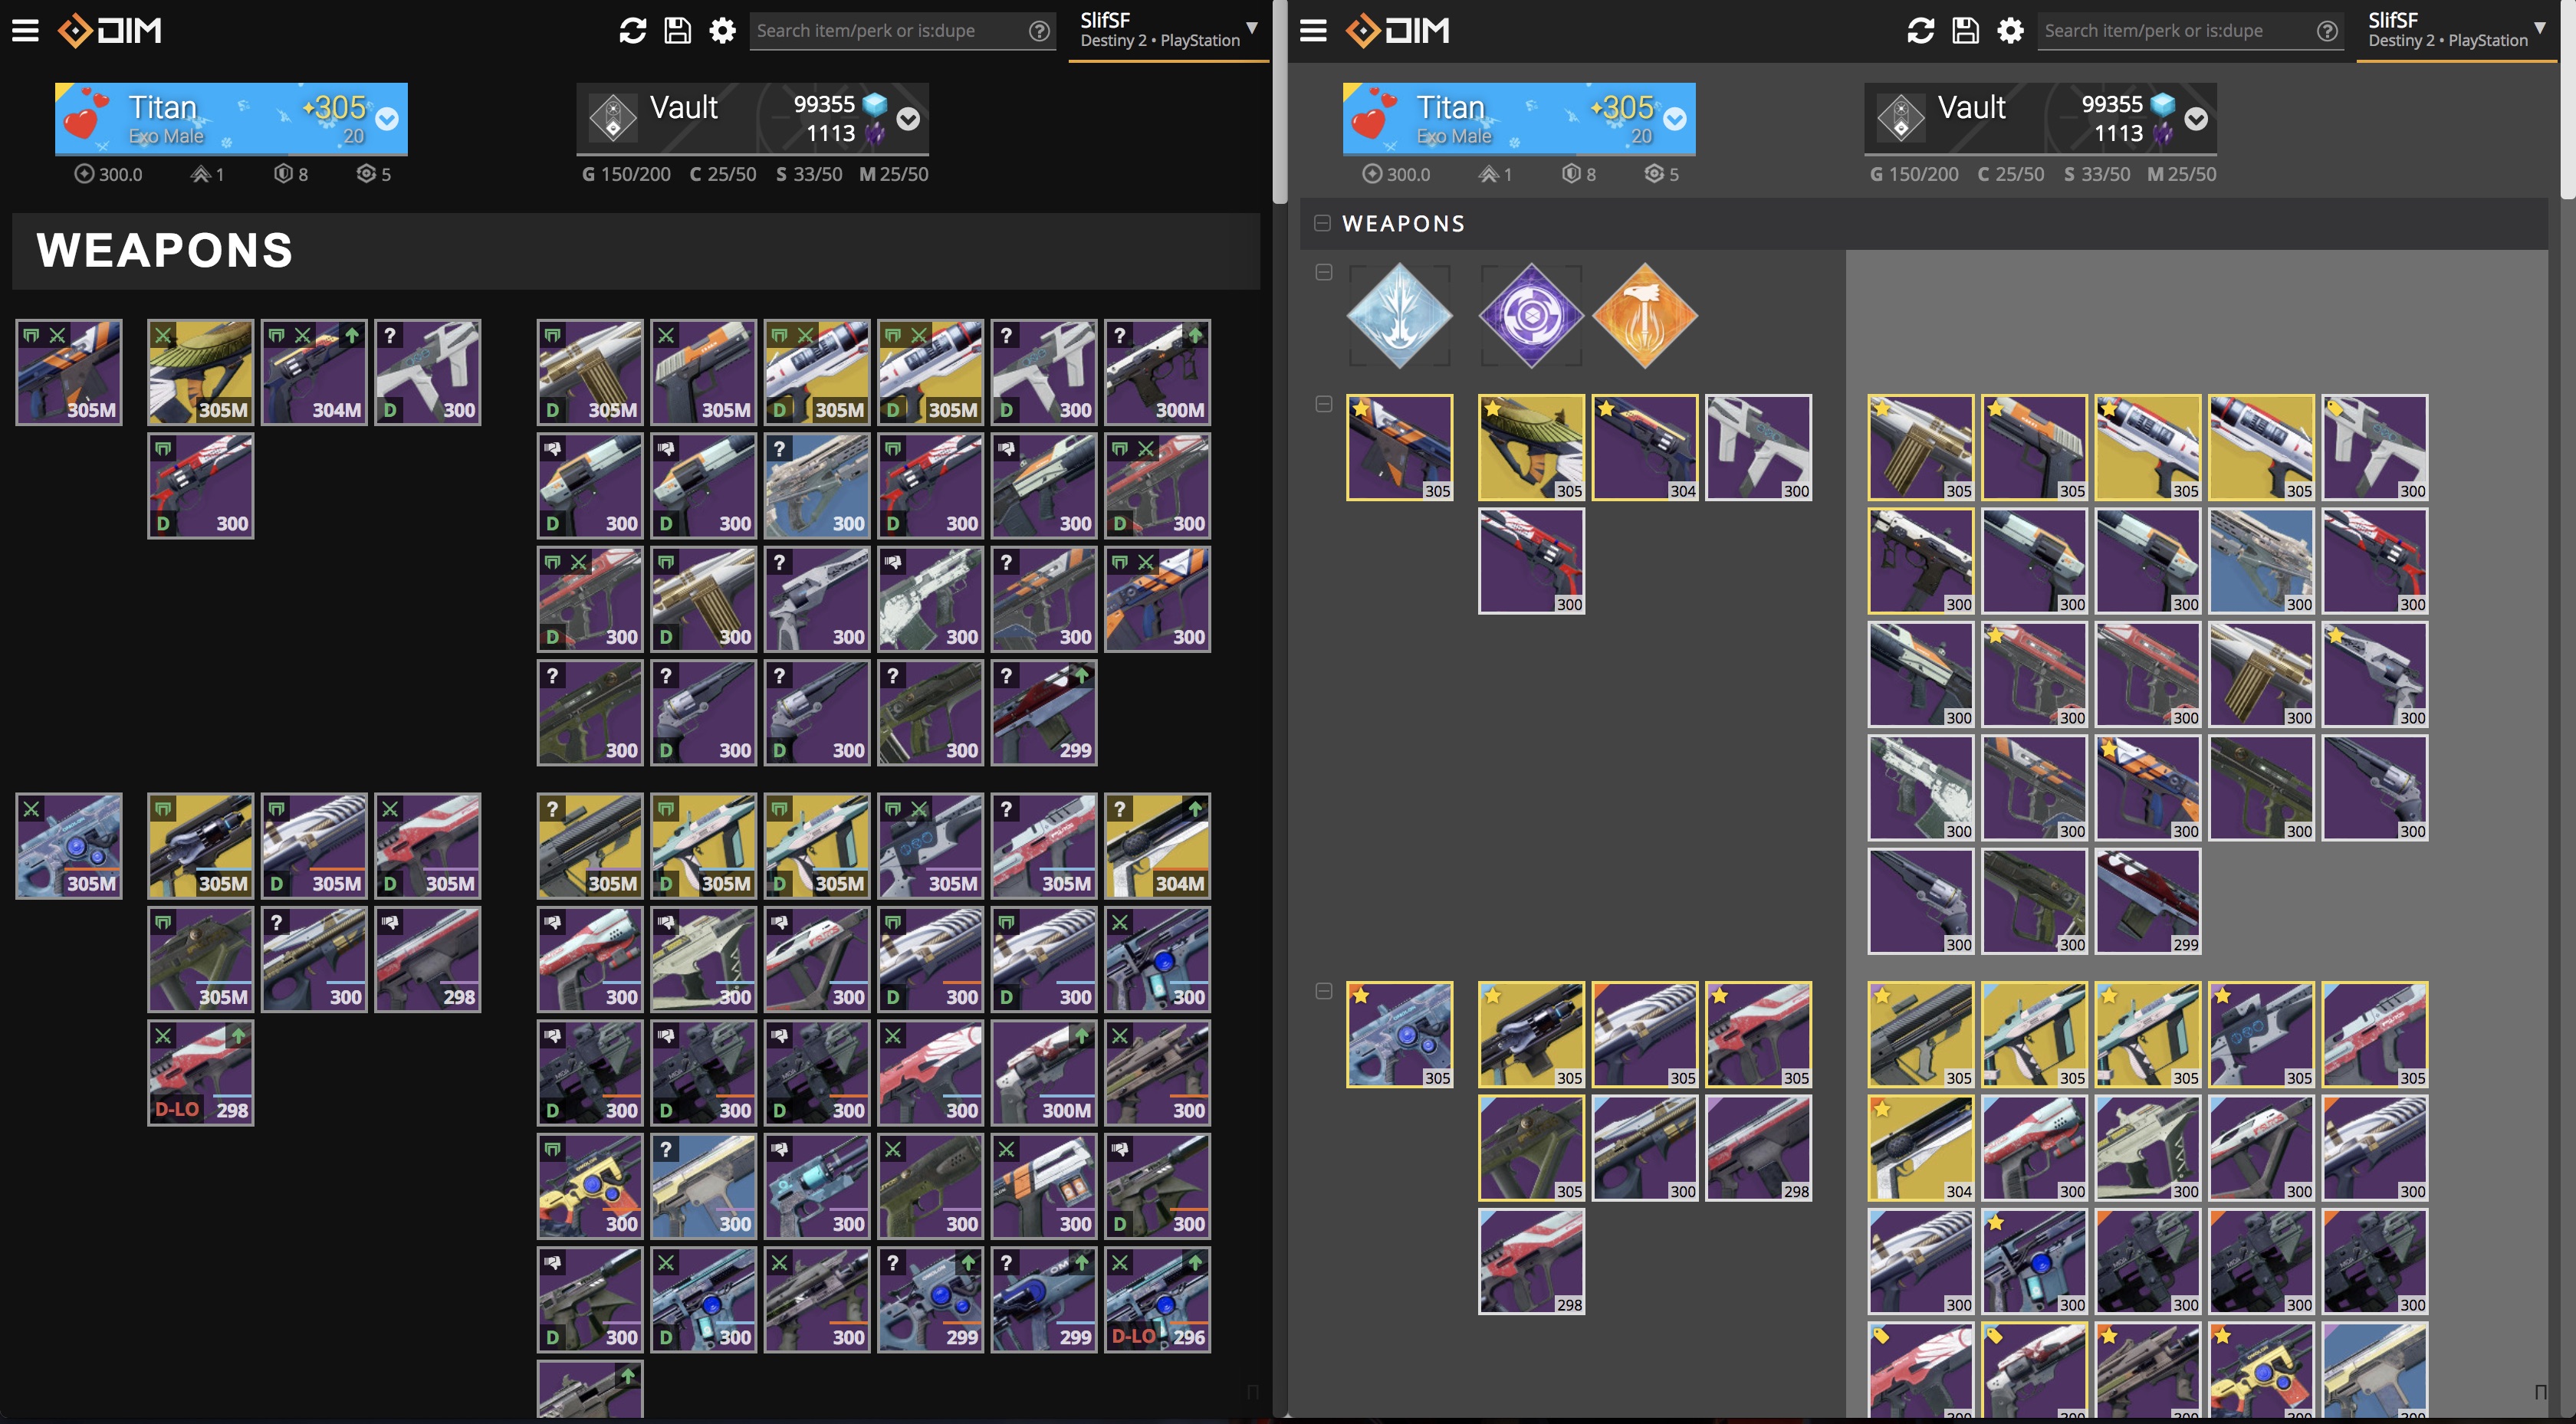 DIM
Search item/perk or is:dupe
?
SlifSF
Destiny 2 • PlayStation
Titan
305
Exo Male
20
Vault
99355
1113
300.0
1
8
5
G 150/200 C 25/50 S 33/50 M 25/50
WEAPONS
305M
305M
304M
? D 300
D 305M
305M
D 305M
D 305M
? D 300
? 300M
D 300
D 300
D 300
? 300
D 300
300
D 300
D 300
D 300
? 300
300
? 300
300
? 300
? D 300
? D 300
? 300
? 299
305M
305M
D 305M
D 305M
? 305M
D 305M
D 305M
305M
? 305M
? 304M
305M
? 300
298
300
300
300
D 300
D 300
300
D-LO 298
D 300
D 300
D 300
300
300M
300
300
? 300
300
300
300
D 300
D 300
D 300
300
? 299
? 299
D-LO 296
DIM
Search item/perk or is:dupe
?
SlifSF
Destiny 2 • PlayStation
Titan
305
Exo Male
20
Vault
99355
1113
300.0
1
8
5
G 150/200 C 25/50 S 33/50 M 25/50
WEAPONS
305 305 304 300 305 305 305 305 300
300 300 300 300 300 300
300 300 300 300 300
300 300 300 300 300
300 300 299
305 305 305 305 305 305 305 305 305
305 300 298 304 300 300 300 300
298 300 300 300 300 300